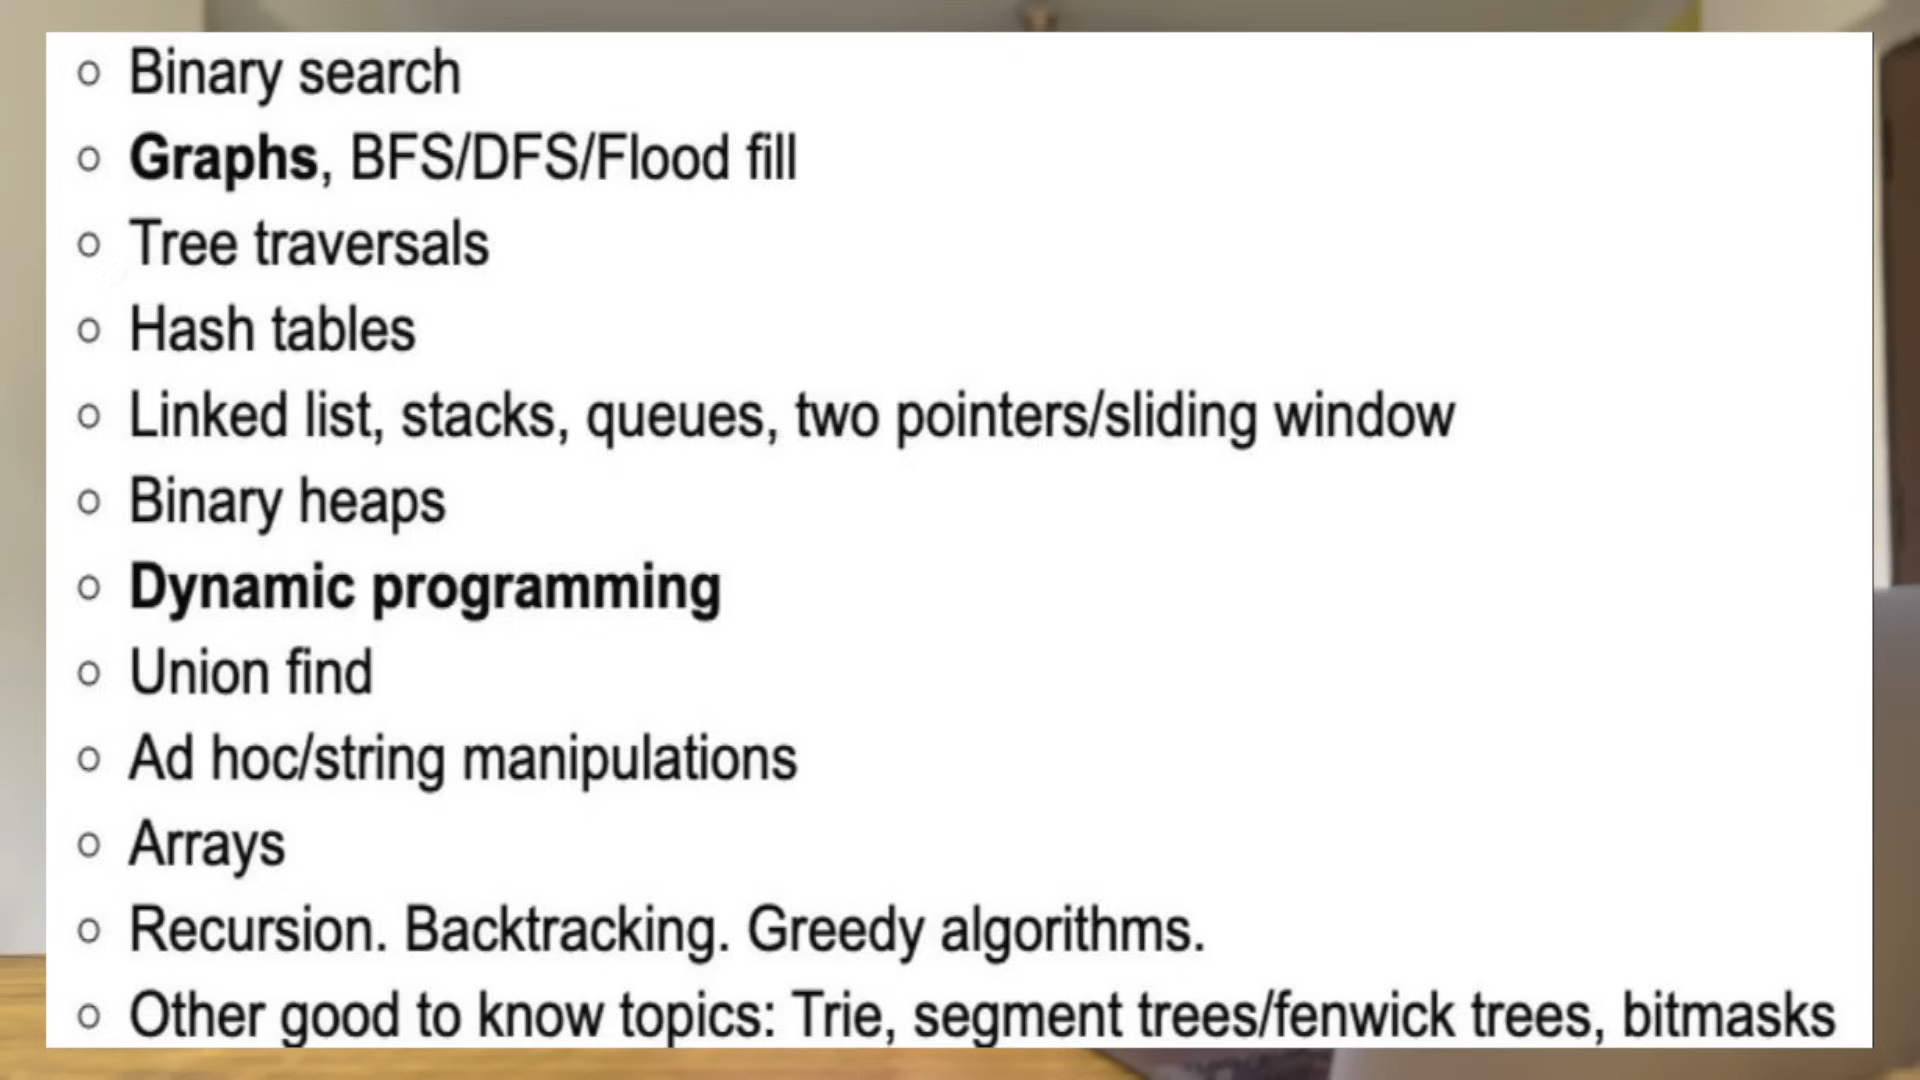 Binary search
Graphs, BFS/DFS/Flood fill
Tree traversals
Hash tables
Linked list, stacks, queues, two pointers/sliding window
Binary heaps
Dynamic programming
Union find
Ad hoc/string manipulations
Arrays
Recursion. Backtracking. Greedy algorithms.
Other good to know topics: Trie, segment trees/fenwick trees, bitmasks